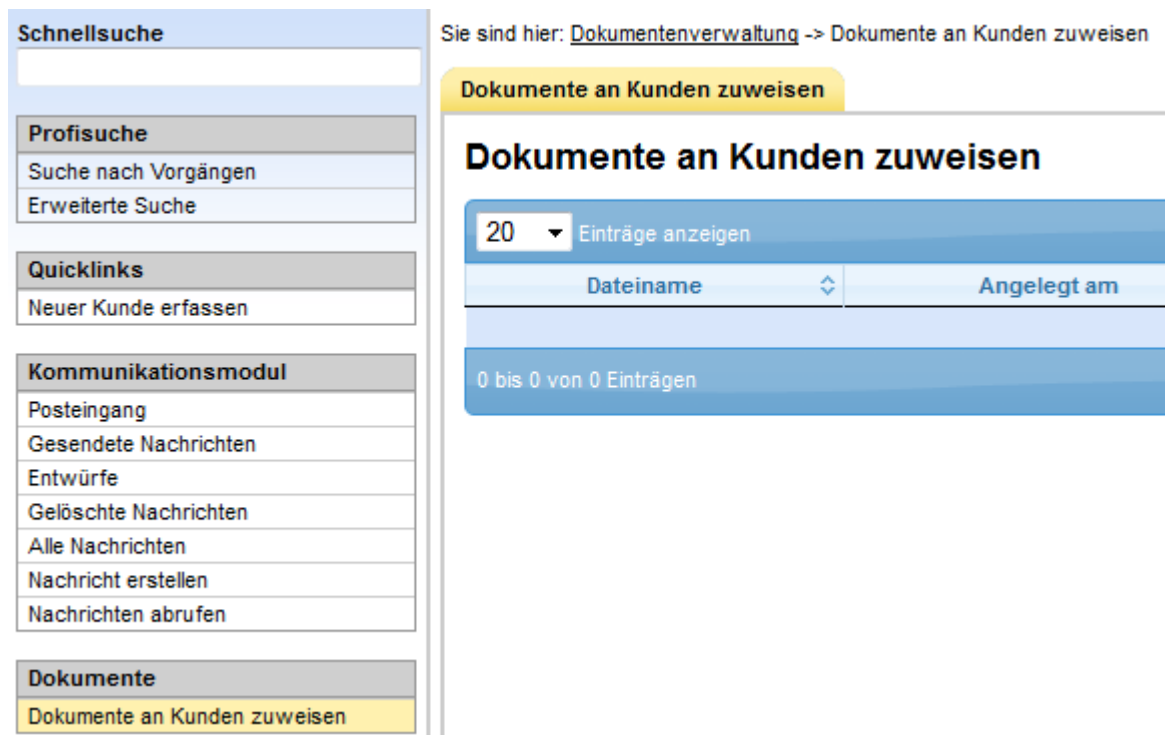 Schnellsuche
Profisuche
Suche nach Vorgängen
Erweiterte Suche
Quicklinks
Neuer Kunde erfassen
Kommunikationsmodul
Posteingang
Gesendete Nachrichten
Entwürfe
Gelöschte Nachrichten
Alle Nachrichten
Nachricht erstellen
Nachrichten abrufen
Dokumente
Dokumente an Kunden zuweisen
Sie sind hier: Dokumentenverwaltung -> Dokumente an Kunden zuweisen
Dokumente an Kunden zuweisen
Dokumente an Kunden zuweisen
20 Einträge anzeigen
Dateiname Angelegt am
0 bis 0 von 0 Einträgen